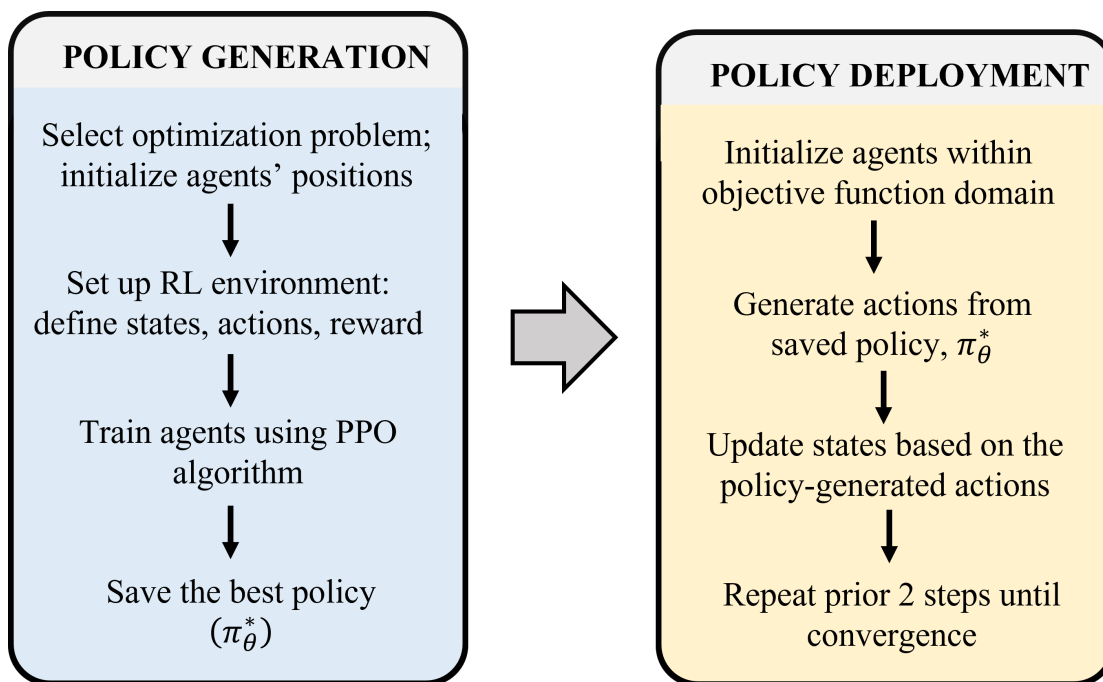 POLICY GENERATION
Select optimization problem;
initialize agents’ positions
Set up RL environment:
define states, actions, reward
Train agents using PPO
algorithm
Save the best policy
(π*θ)
POLICY DEPLOYMENT
Initialize agents within
objective function domain
Generate actions from
saved policy, π*θ
Update states based on the
policy-generated actions
Repeat prior 2 steps until
convergence